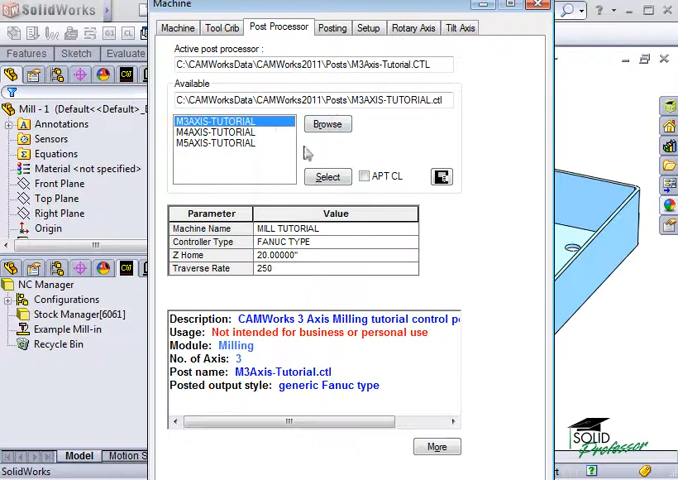 SolidWorks
Machine
Features Sketch Evaluate
Machine Tool Crib Post Processor Posting Setup Rotary Axis Tilt Axis
Active post processor :
C:\CAMWorksData\CAMWorks2011\Posts\M3Axis-Tutorial.CTL
Available
C:\CAMWorksData\CAMWorks2011\Posts\M3AXIS-TUTORIAL.ctl
M3AXIS-TUTORIAL
M4AXIS-TUTORIAL
M5AXIS-TUTORIAL
Browse
Select
APT CL
Parameter Value
Machine Name MILL TUTORIAL
Controller Type FANUC TYPE
Z Home 20.00000"
Traverse Rate 250
Description: CAMWorks 3 Axis Milling tutorial control p
Usage: Not intended for business or personal use
Module: Milling
No. of Axis: 3
Post name: M3Axis-Tutorial.ctl
Posted output style: generic Fanuc type
More
Mill - 1 (Default<<Default>_D
Annotations
Sensors
Equations
Material <not specified>
Front Plane
Top Plane
Right Plane
Origin
NC Manager
Configurations
Stock Manager[6061]
Example Mill-in
Recycle Bin
Model Motion S
SolidWorks
SOLID
Professor